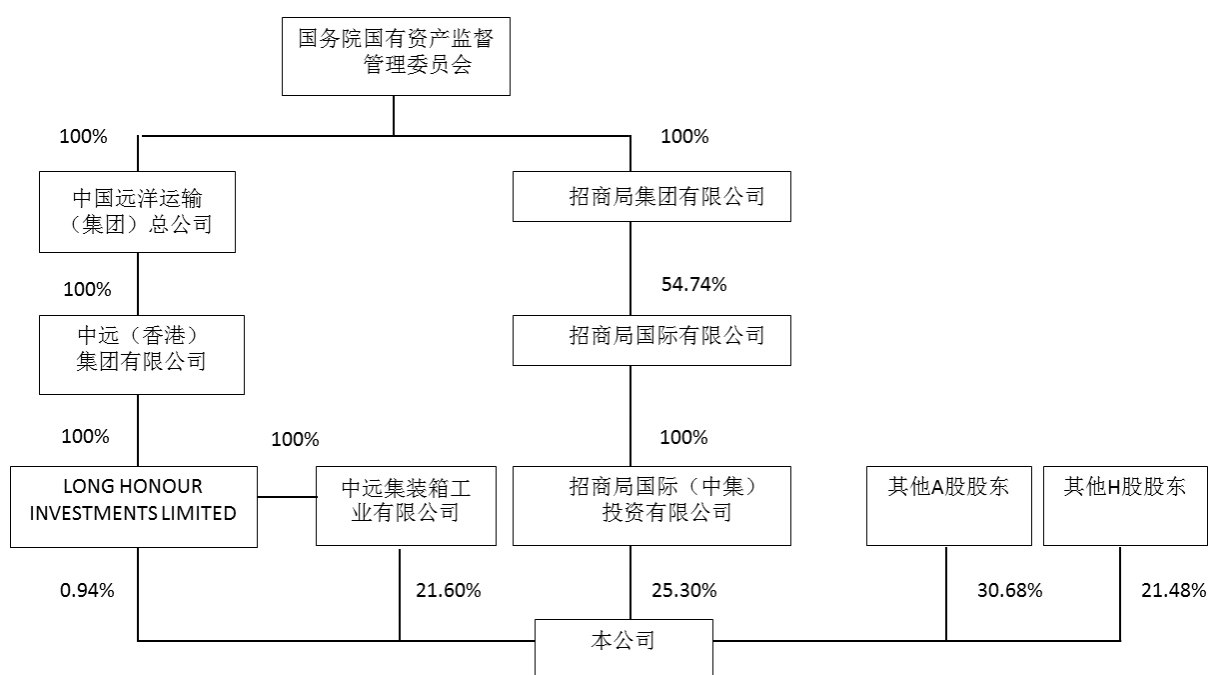 国务院国有资产监督
管理委员会
100%
100%
中国远洋运输
（集团）总公司
招商局集团有限公司
100%
54.74%
中远（香港）
集团有限公司
招商局国际有限公司
100%
100%
100%
LONG HONOUR
INVESTMENTS LIMITED
中远集装箱工
业有限公司
招商局国际（中集）
投资有限公司
其他A股股东
其他H股股东
0.94%
21.60%
25.30%
30.68%
21.48%
本公司